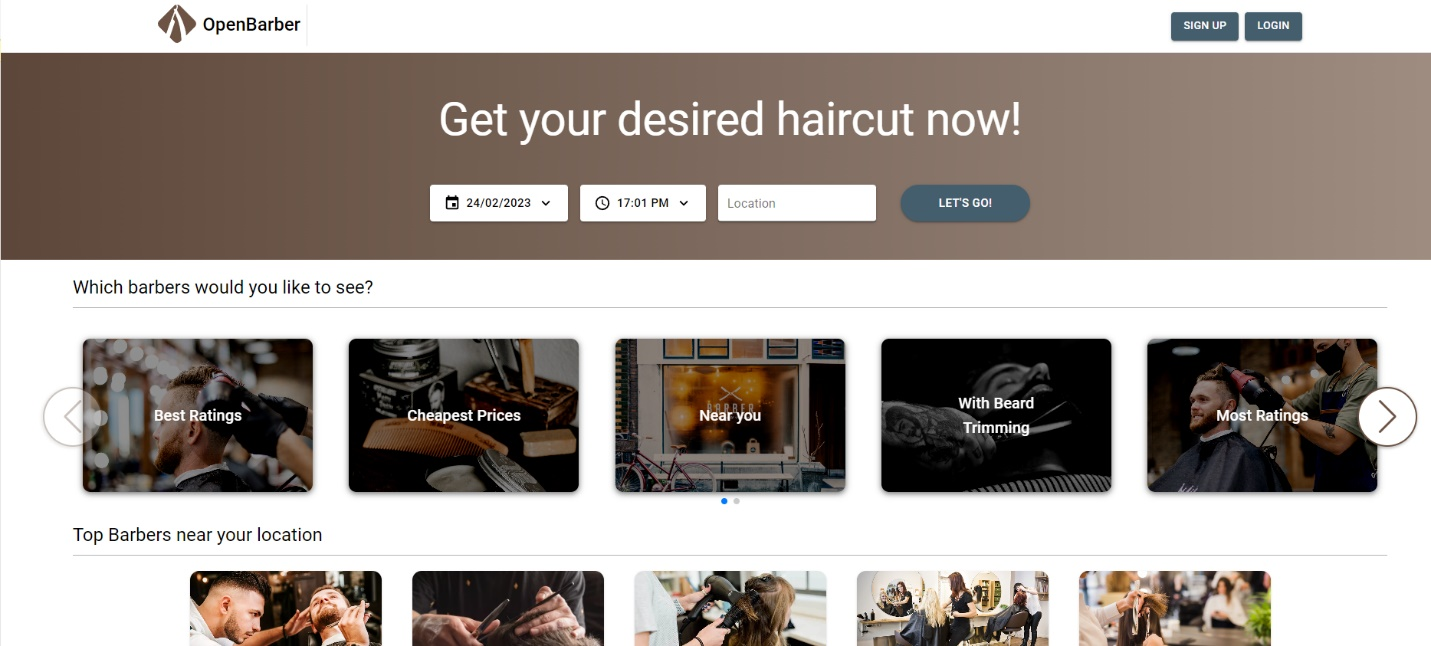 OpenBarber
SIGN UP
LOGIN
Get your desired haircut now!
24/02/2023
17:01 PM
Location
LET'S GO!
Which barbers would you like to see?
Best Ratings
Cheapest Prices
BARBER
Near you
With Beard
Trimming
Most Ratings
Top Barbers near your location